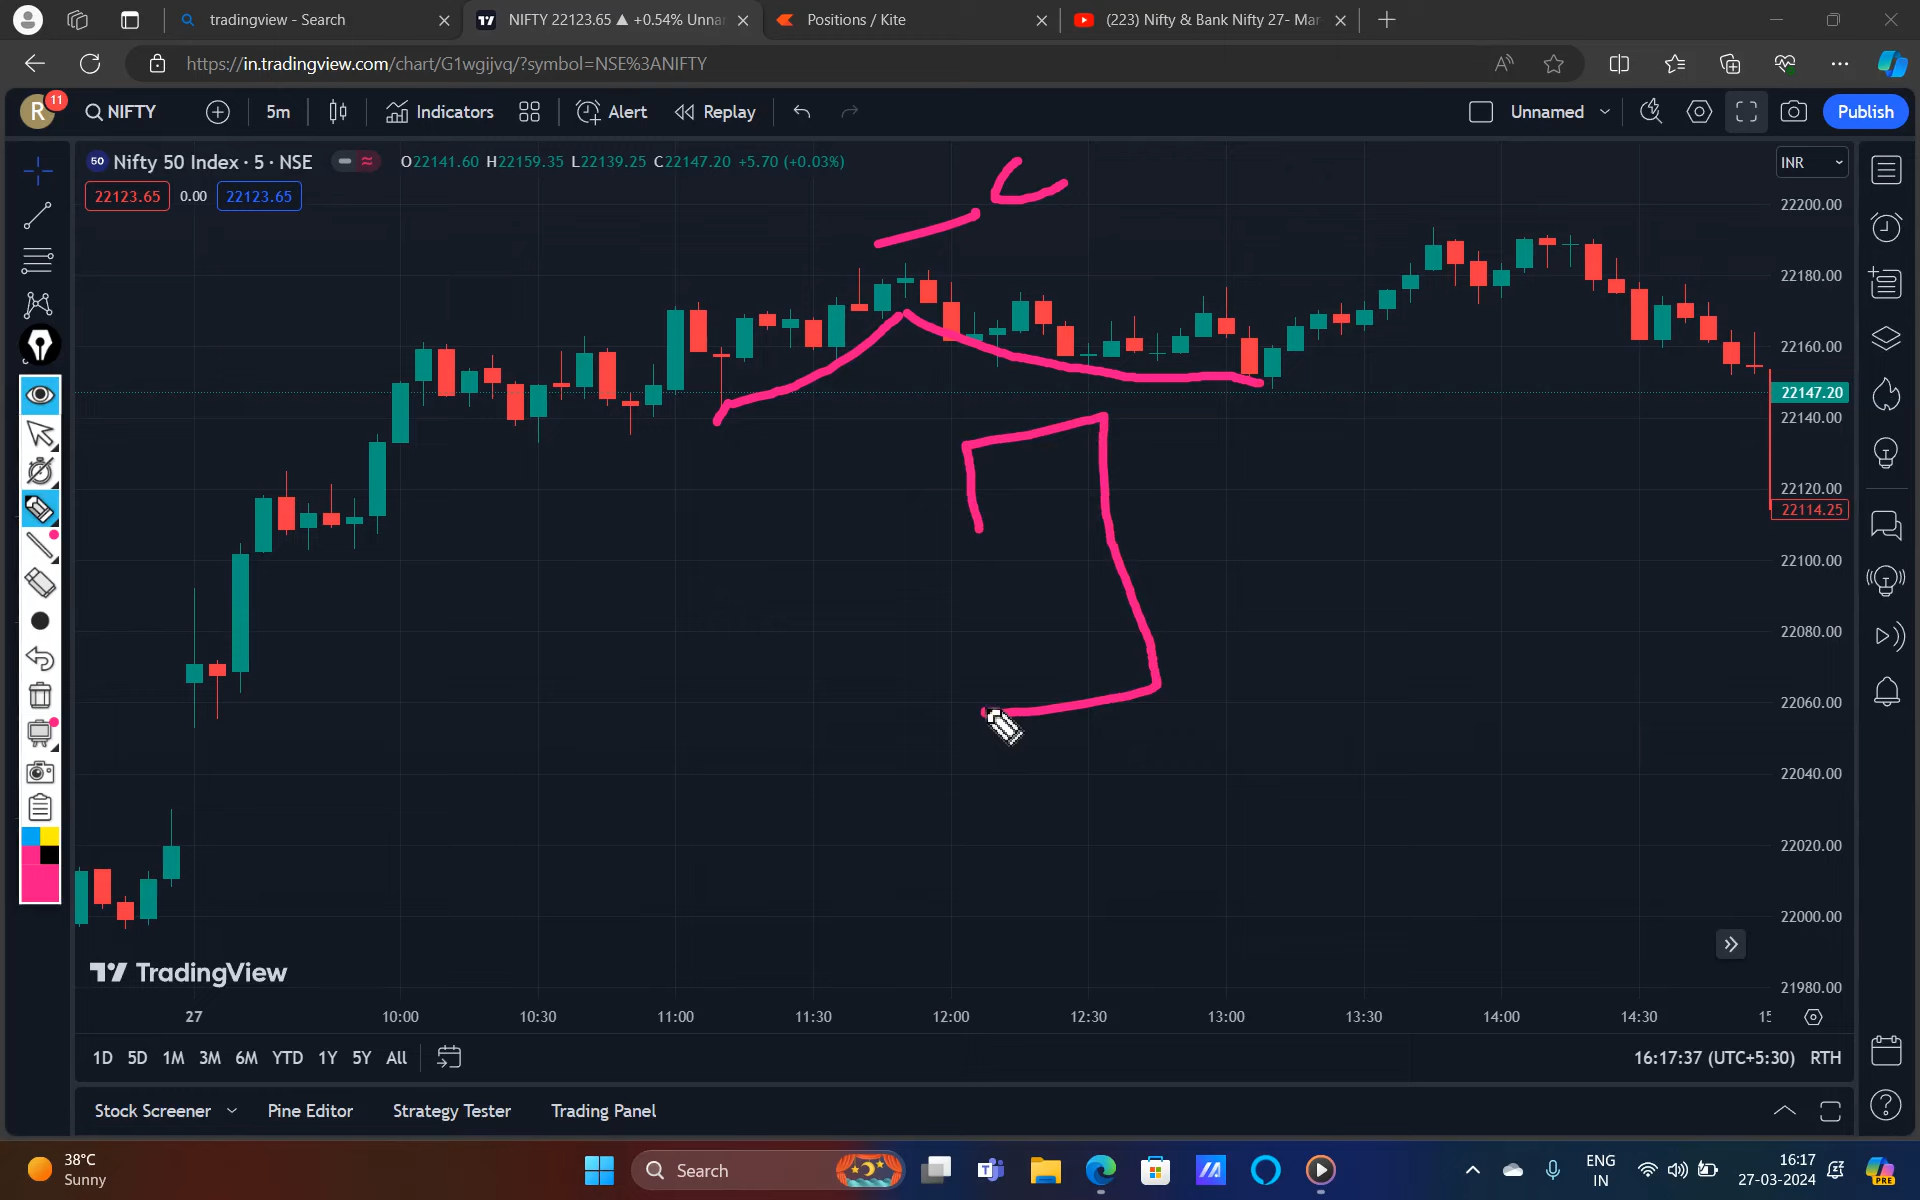 tradingview - Search
NIFTY 22123.65 ▲ +0.54% Unnar
Positions / Kite
(223) Nifty & Bank Nifty 27- Mar
https://in.tradingview.com/chart/G1wgijvq/?symbol=NSE%3ANIFTY
R
11
NIFTY
5m
Indicators
Alert
Replay
Unnamed
Publish
50
Nifty 50 Index · 5 · NSE
O22141.60 H22159.35 L22139.25 C22147.20 +5.70 (+0.03%)
INR
22123.65
0.00
22123.65
22200.00
22180.00
22160.00
22147.20
22140.00
22120.00
22114.25
22100.00
22080.00
22060.00
22040.00
22020.00
22000.00
21980.00
TradingView
27
10:00
10:30
11:00
11:30
12:00
12:30
13:00
13:30
14:00
14:30
15
1D 5D 1M 3M 6M YTD 1Y 5Y All
16:17:37 (UTC+5:30) RTH
Stock Screener
Pine Editor
Strategy Tester
Trading Panel
38°C
Sunny
Search
ENG
IN
16:17
27-03-2024
PRE